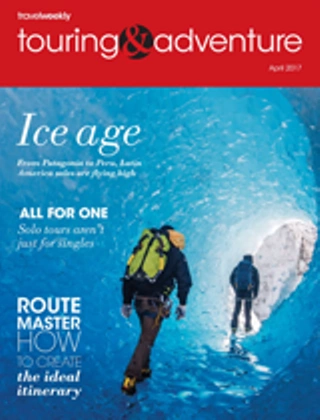 travelweekly
touring&adventure
April 2017
Ice age
From Patagonia to Peru, Latin
America sales are flying high
ALL FOR ONE
Solo tours aren't
just for singles
ROUTE
MASTER
HOW
TO CREATE
the ideal
itinerary